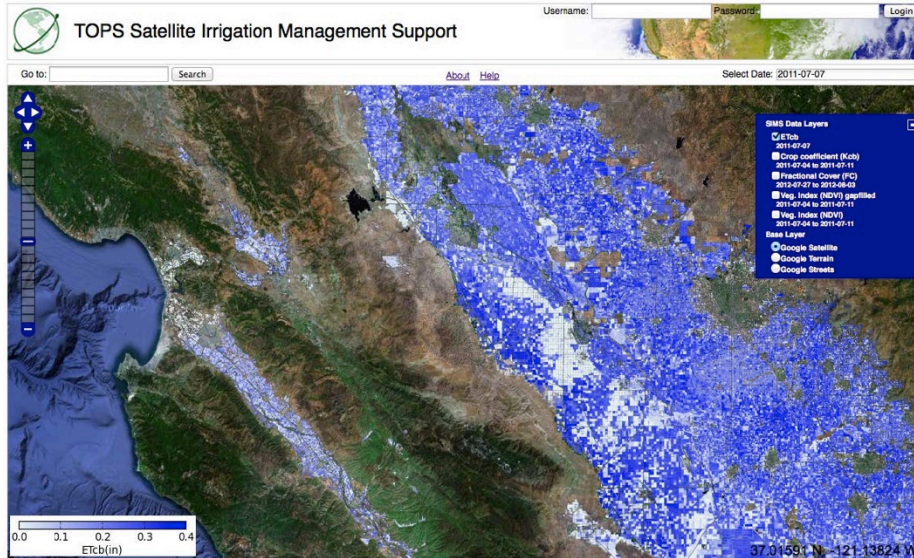 Username:
Password:
Login
TOPS Satellite Irrigation Management Support
Go to:
Search
About Help
Select Date: 2011-07-07
SIMS Data Layers
ETcb
2011-07-07
Crop coefficient (Kcb)
2011-07-04 to 2011-07-11
Fractional Cover (FC)
2012-07-27 to 2012-08-03
Veg. Index (NDVI) gapfilled
2011-07-04 to 2011-07-11
Veg. Index (NDVI)
2011-07-04 to 2011-07-11
Base Layer
Google Satellite
Google Terrain
Google Streets
0.0 0.1 0.2 0.3 0.4
ETcb(in)
37.01591 N, -121.13824